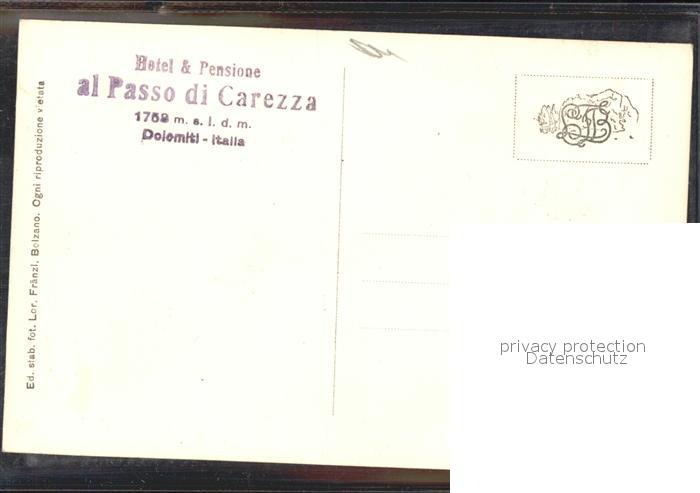 Hotel & Pensione
al Passo di Carezza
1752 m. s. l. d. m.
Dolomiti - Italia
Ed. stab. fot. Lor. Fränzl, Bolzano. Ogni riproduzione vietata
privacy protection
Datenschutz